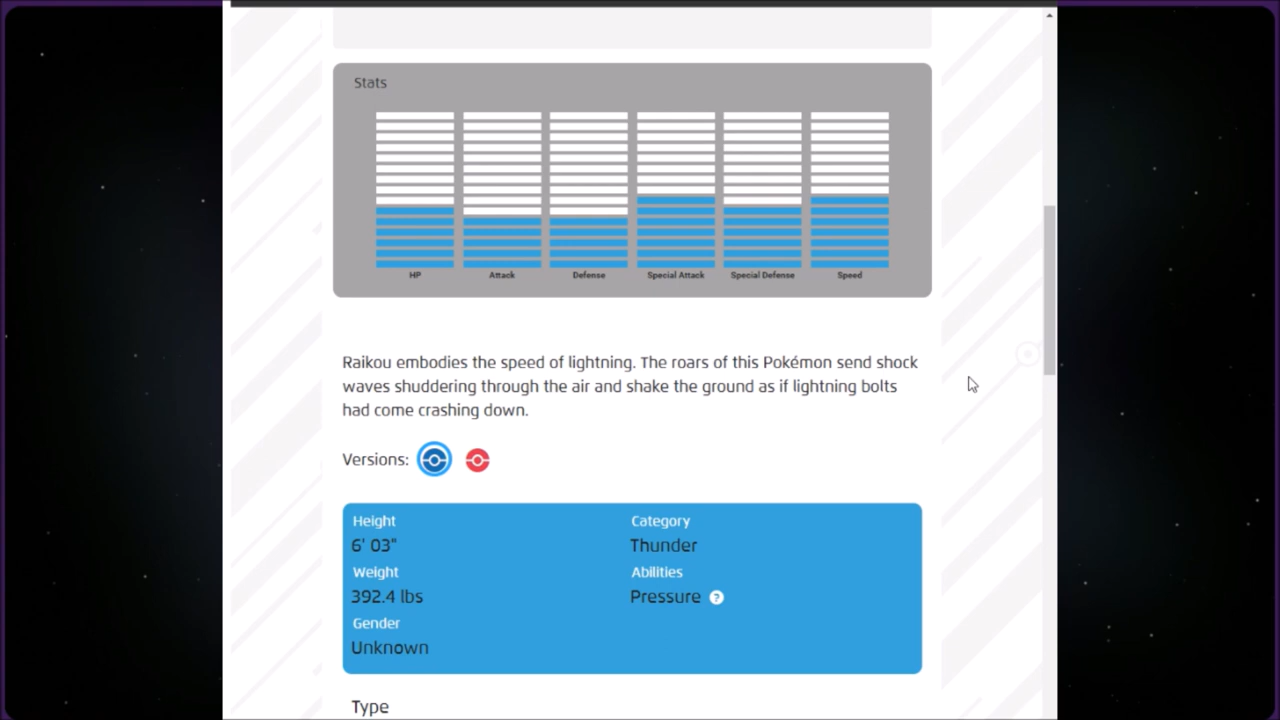 Stats
HP Attack Defense Special Attack Special Defense Speed
Raikou embodies the speed of lightning. The roars of this Pokémon send shock
waves shuddering through the air and shake the ground as if lightning bolts
had come crashing down.
Versions:
Height Category
6' 03" Thunder
Weight Abilities
392.4 lbs Pressure ?
Gender
Unknown
Type